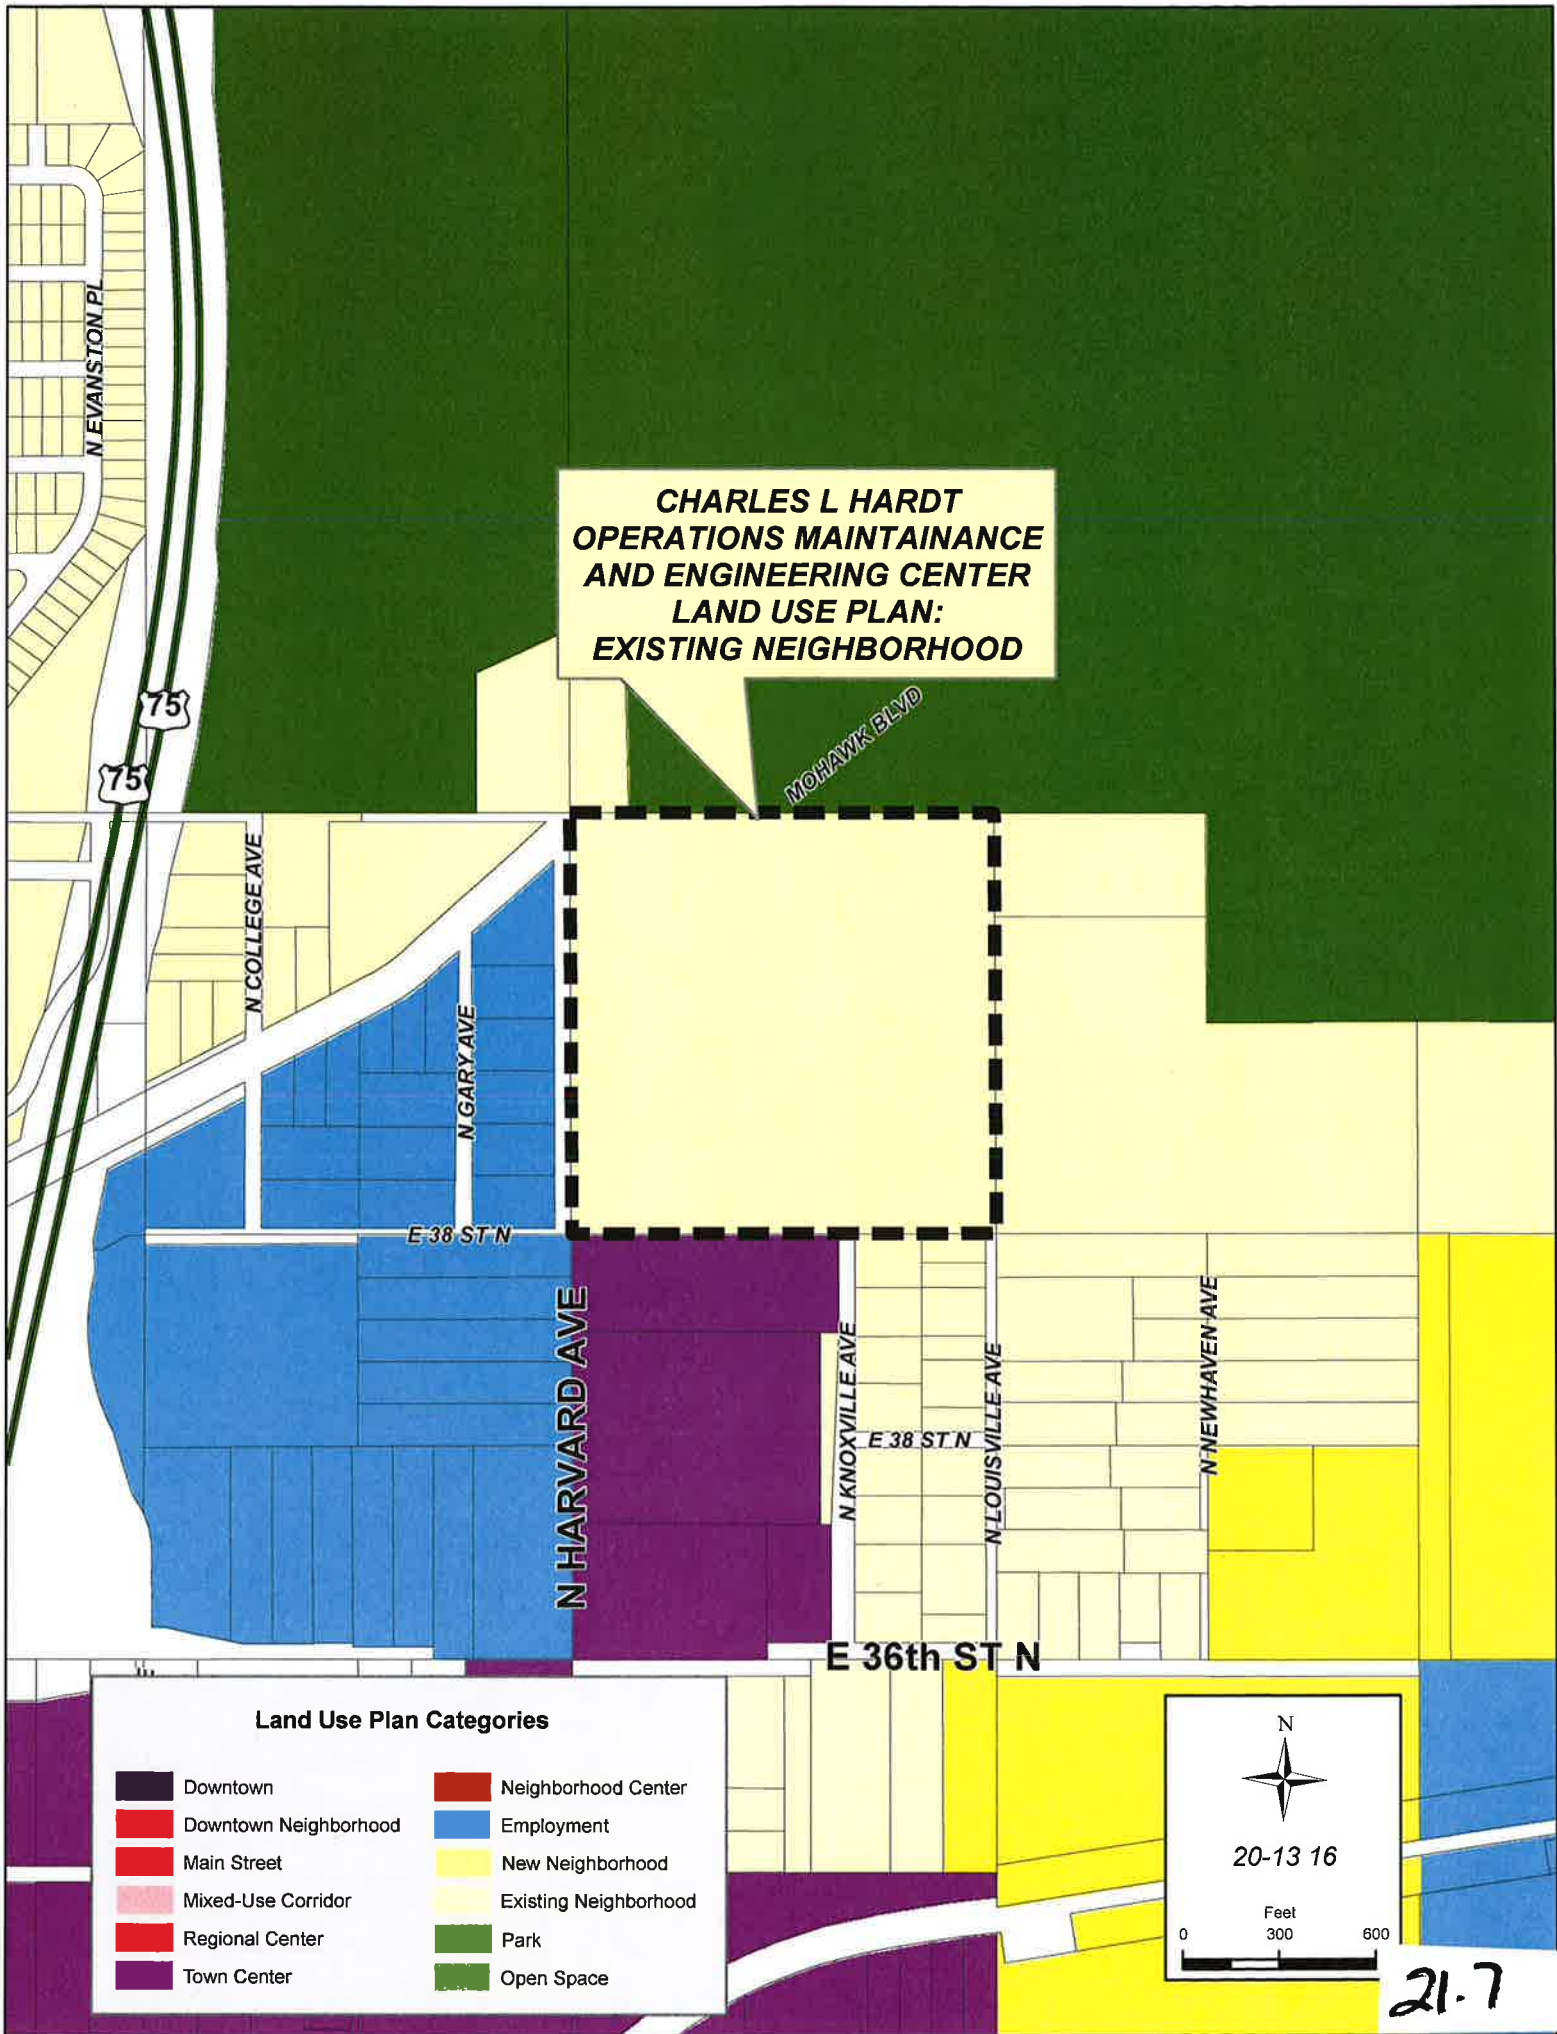 N EVANSTON PL
CHARLES L HARDT
OPERATIONS MAINTAINANCE
AND ENGINEERING CENTER
LAND USE PLAN:
EXISTING NEIGHBORHOOD
75
75
MOHAWK BLVD
N COLLEGE AVE
N GARY AVE
E 38 ST N
N HARVARD AVE
N KNOXVILLE AVE
E 38 ST N
N LOUISVILLE AVE
N NEWHAVEN AVE
E 36th ST N
Land Use Plan Categories
Downtown
Downtown Neighborhood
Main Street
Mixed-Use Corridor
Regional Center
Town Center
Neighborhood Center
Employment
New Neighborhood
Existing Neighborhood
Park
Open Space
N
20-13 16
Feet
0 300 600
21.7